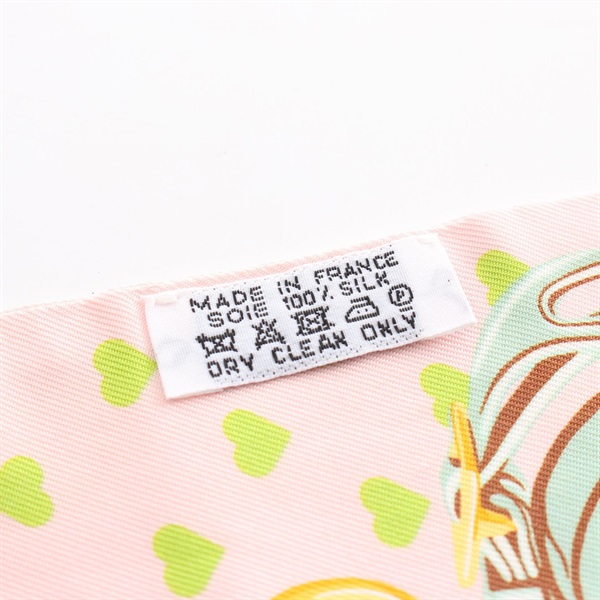 MADE IN FRANCE
SOIE 100% SILK
P
DRY CLEAN ONLY